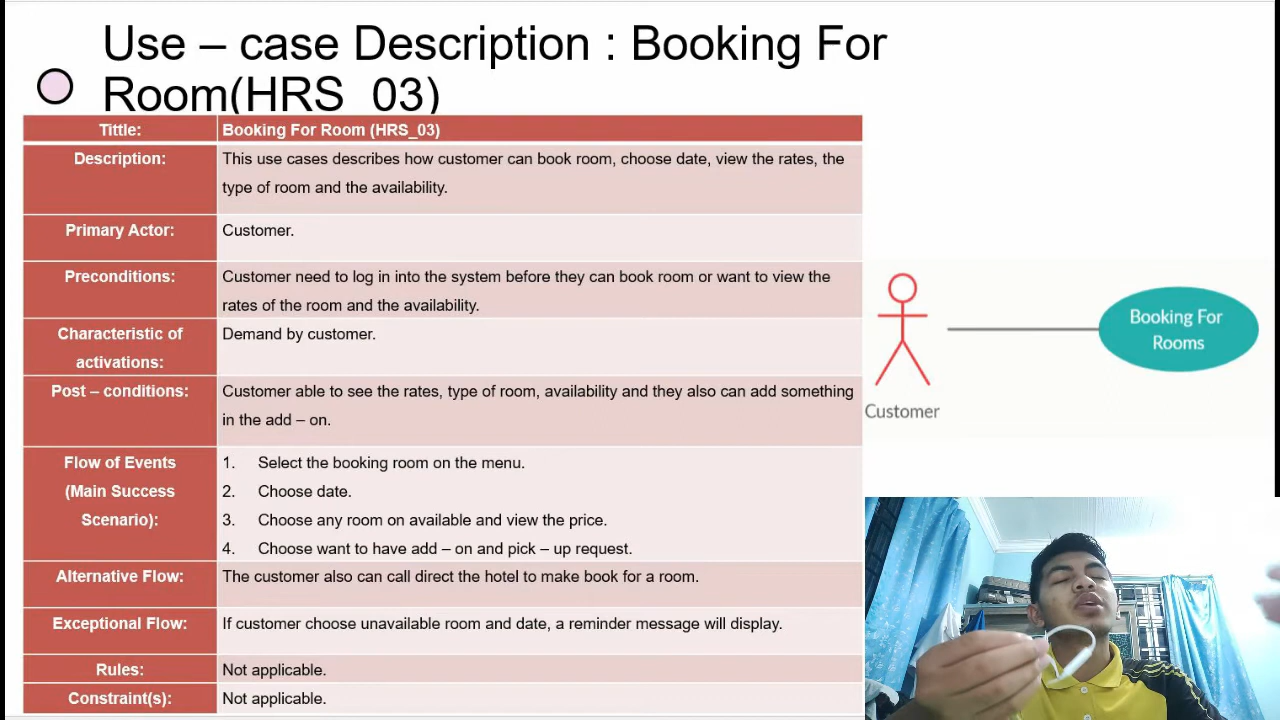 Use – case Description : Booking For
Room(HRS_03)
Tittle:
Booking For Room (HRS_03)
Description:
This use cases describes how customer can book room, choose date, view the rates, the
type of room and the availability.
Primary Actor:
Customer.
Preconditions:
Customer need to log in into the system before they can book room or want to view the
rates of the room and the availability.
Characteristic of
activations:
Demand by customer.
Post – conditions:
Customer able to see the rates, type of room, availability and they also can add something
in the add – on.
Flow of Events
(Main Success
Scenario):
1. Select the booking room on the menu.
2. Choose date.
3. Choose any room on available and view the price.
4. Choose want to have add – on and pick – up request.
Alternative Flow:
The customer also can call direct the hotel to make book for a room.
Exceptional Flow:
If customer choose unavailable room and date, a reminder message will display.
Rules:
Not applicable.
Constraint(s):
Not applicable.
Customer
Booking For
Rooms